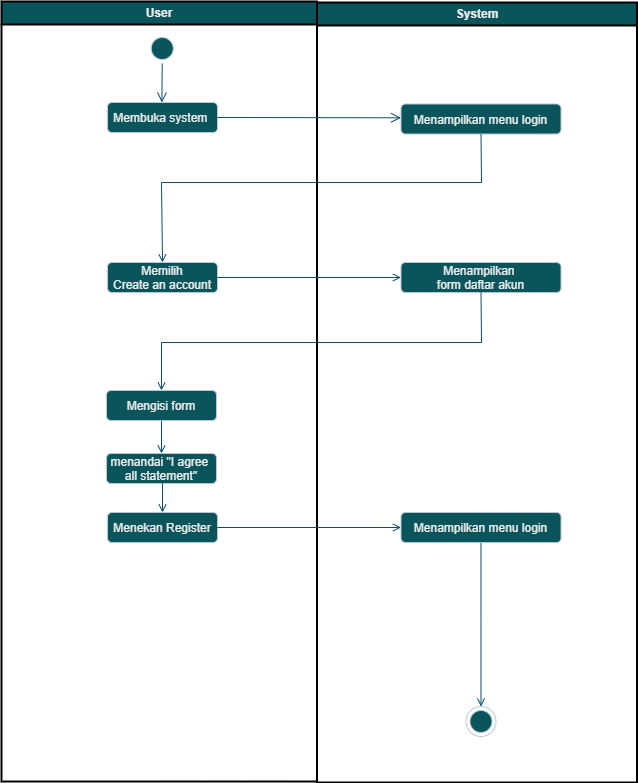 User
System
Membuka system
Menampilkan menu login
Memilih
Create an account
Menampilkan
form daftar akun
Mengisi form
menandai "I agree
all statement"
Menekan Register
Menampilkan menu login